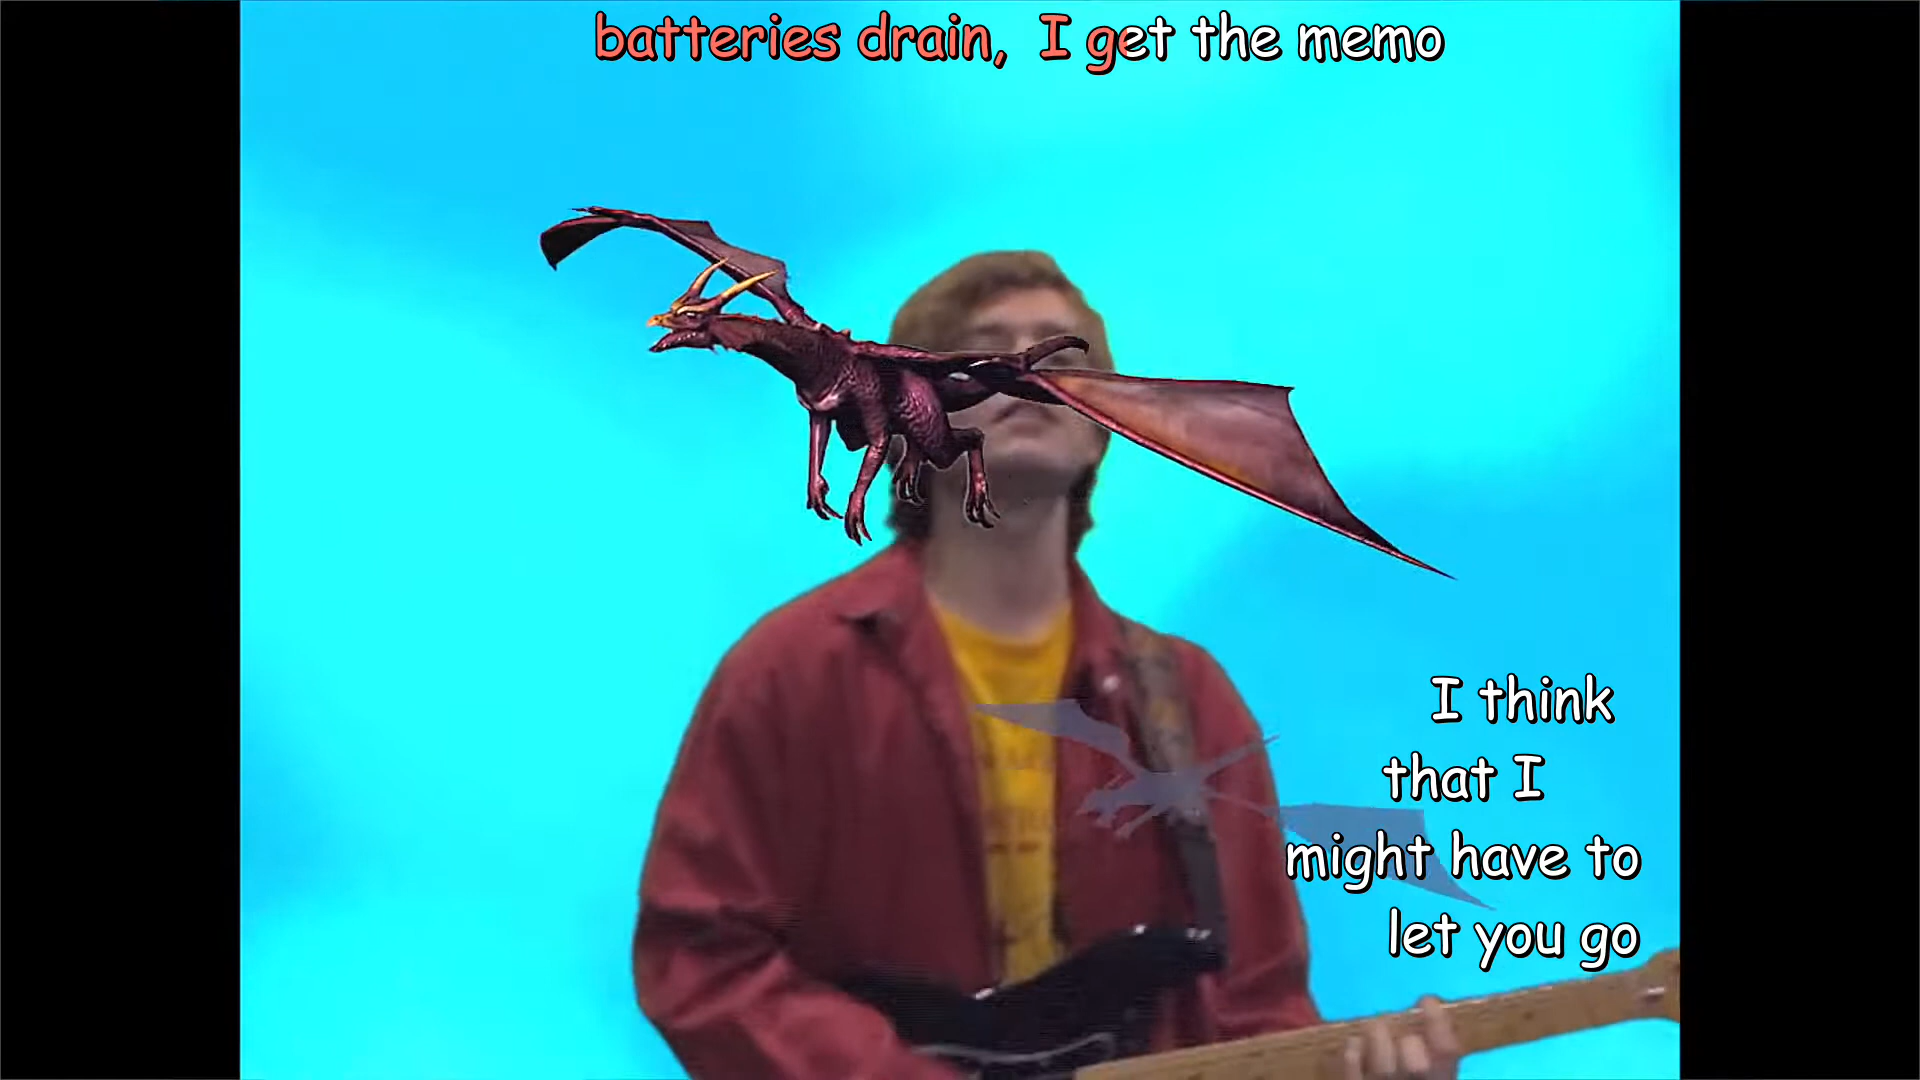 batteries drain, I get the memo
I think
that I
might have to
let you go